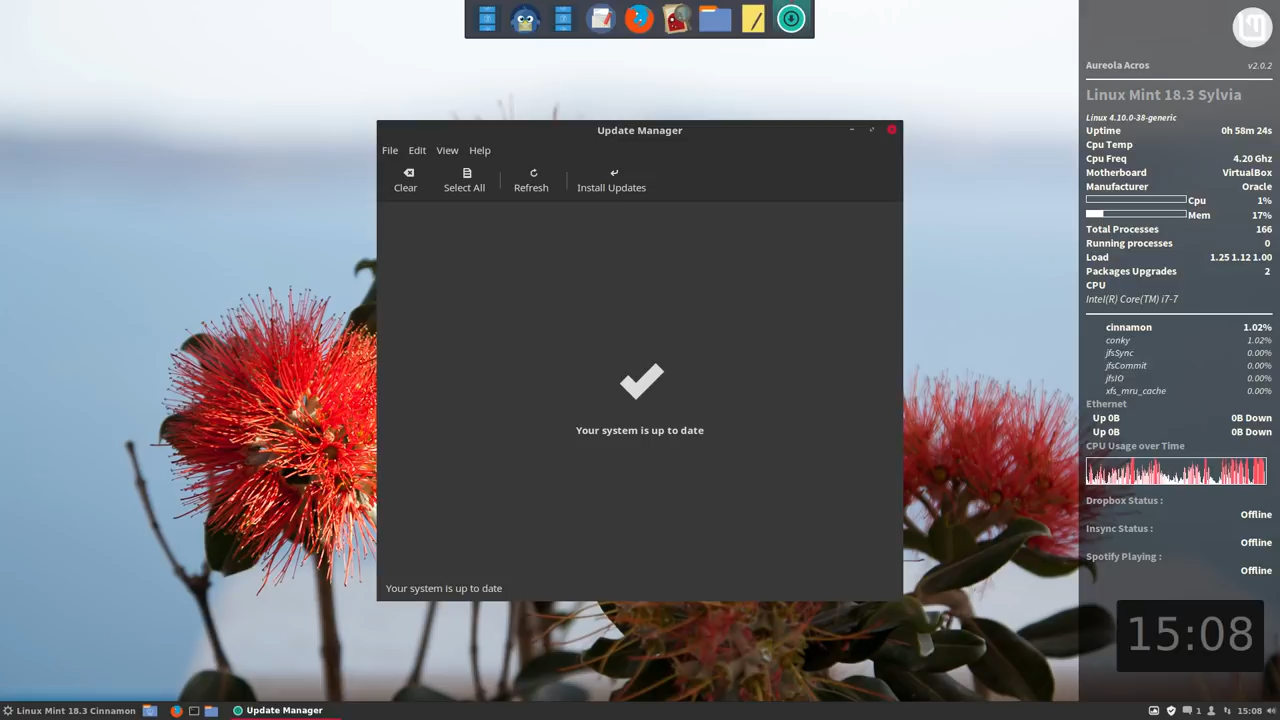 Update Manager
File Edit View Help
Clear Select All Refresh Install Updates
Your system is up to date
Your system is up to date
Aureola Acros v2.0.2
Linux Mint 18.3 Sylvia
Linux 4.10.0-38-generic
Uptime 0h 58m 24s
Cpu Temp
Cpu Freq 4.20 Ghz
Motherboard VirtualBox
Manufacturer Oracle
Cpu 1%
Mem 17%
Total Processes 166
Running processes 0
Load 1.25 1.12 1.00
Packages Upgrades 2
CPU
Intel(R) Core(TM) i7-7
cinnamon 1.02%
conky 1.02%
jfsSync 0.00%
jfsCommit 0.00%
jfsIO 0.00%
xfs_mru_cache 0.00%
Ethernet
Up 0B 0B Down
Up 0B 0B Down
CPU Usage over Time
Dropbox Status :
Offline
Insync Status :
Offline
Spotify Playing :
Offline
15:08
Linux Mint 18.3 Cinnamon Update Manager 1 15:08